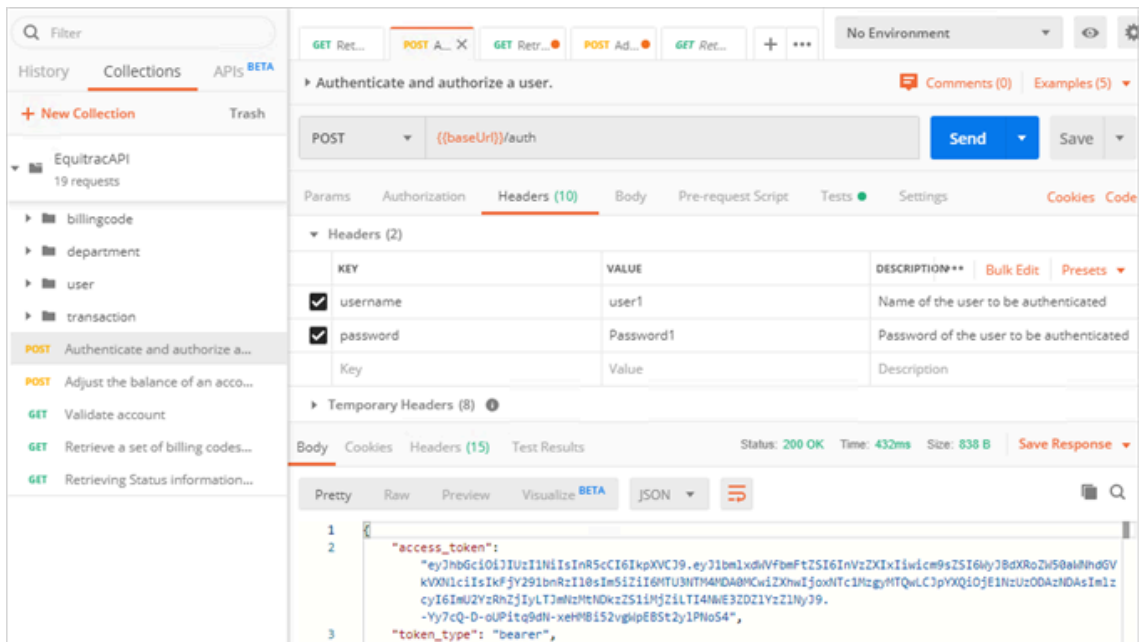 Filter
History Collections APIs BETA
+ New Collection Trash
EquitracAPI
19 requests
billingcode
department
user
transaction
POST Authenticate and authorize a...
POST Adjust the balance of an acco...
GET Validate account
GET Retrieve a set of billing codes...
GET Retrieving Status information...
GET Ret... POST A... X GET Retr... POST Ad... GET Ret... + •••
No Environment
Authenticate and authorize a user.
Comments (0) Examples (5)
POST {{baseUrl}}/auth Send Save
Params Authorization Headers (10) Body Pre-request Script Tests Settings Cookies Code
Headers (2)
KEY VALUE DESCRIPTION ••• Bulk Edit Presets
username user1 Name of the user to be authenticated
password Password1 Password of the user to be authenticated
Key Value Description
Temporary Headers (8)
Body Cookies Headers (15) Test Results Status: 200 OK Time: 432ms Size: 838 B Save Response
Pretty Raw Preview Visualize BETA JSON
1 {
2 "access_token":
3 "token_type": "bearer",